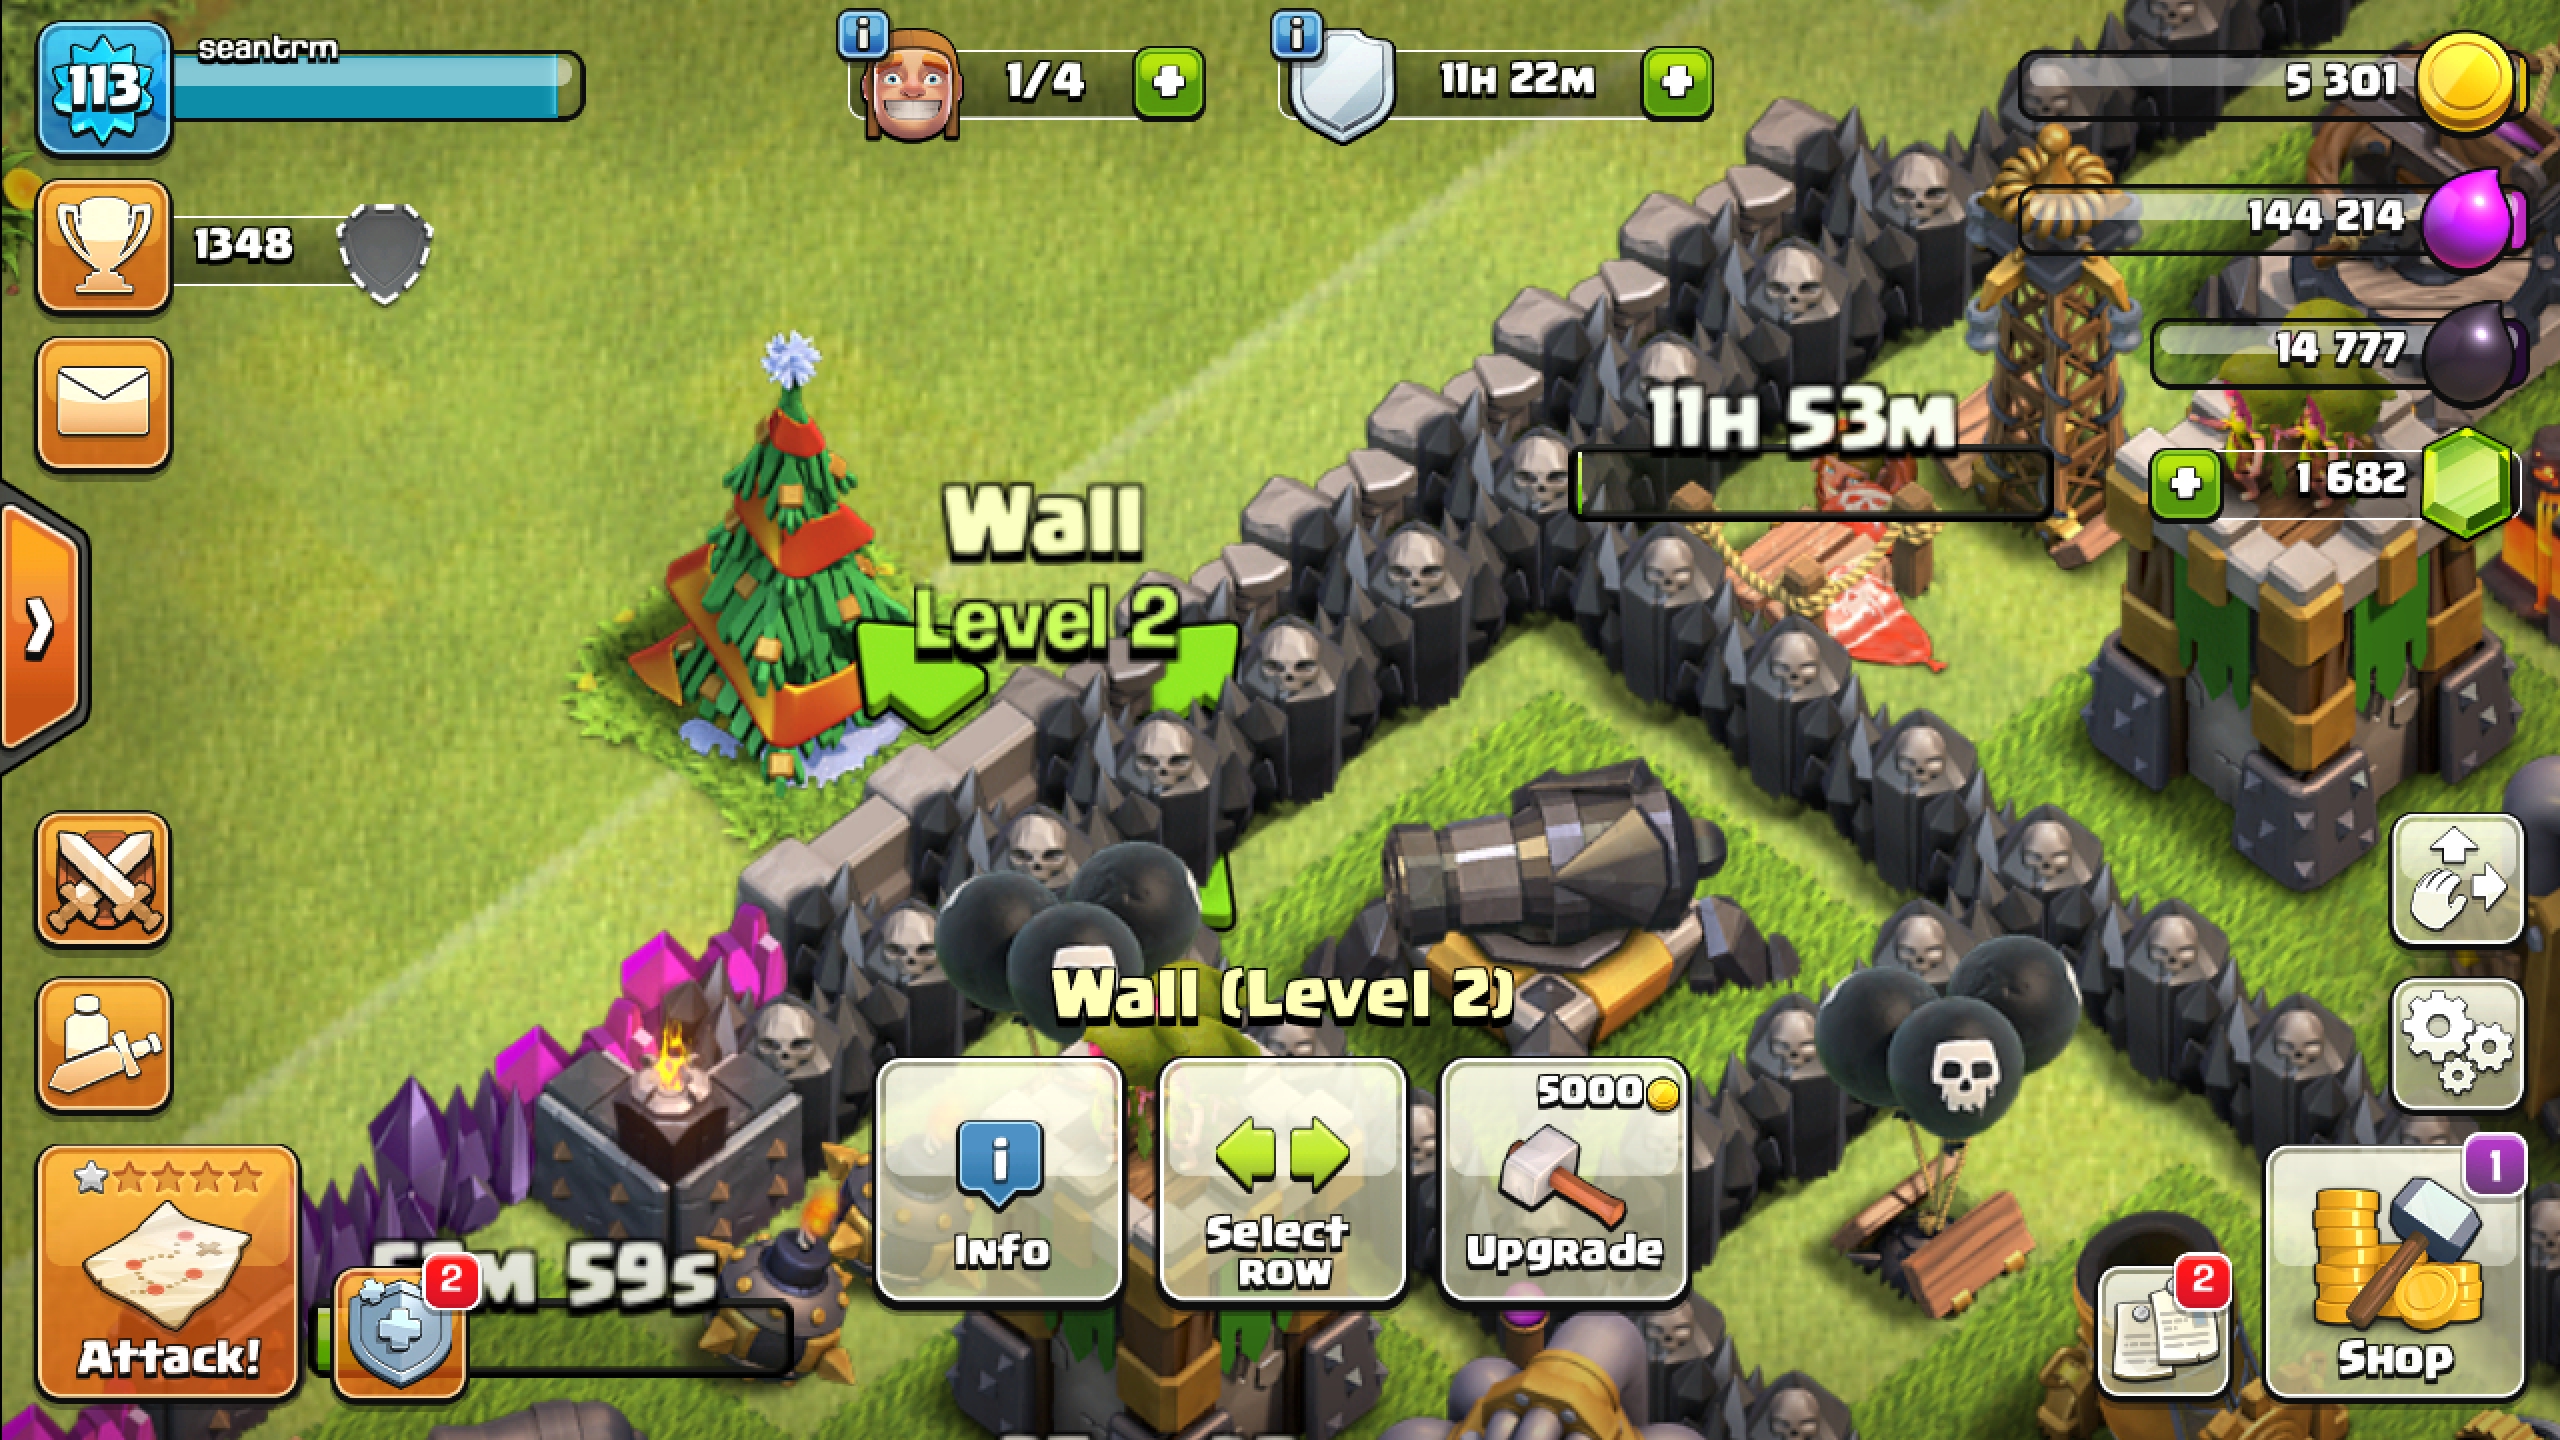 113
seantrm
1/4
11H 22M
5 301
1348
144 214
14 777
11H 53M
1 682
Wall
Level 2
Wall (Level 2)
5000
Info
Select
Row
Upgrade
1
M 59s
2
2
Attack!
Shop